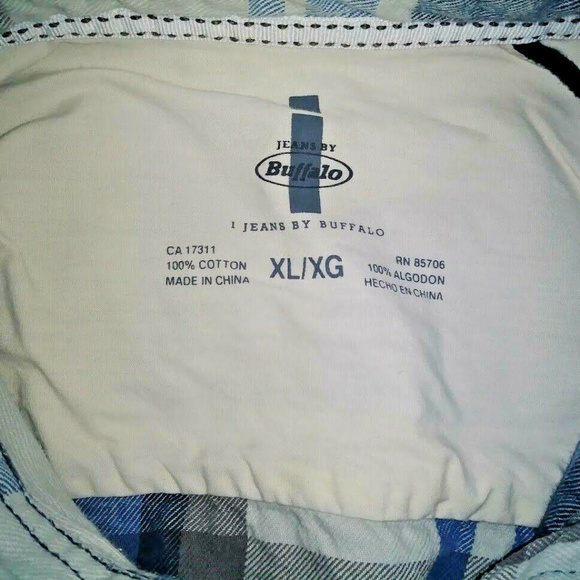 JEANS BY
Buffalo
I JEANS BY BUFFALO
CA 17311
100% COTTON
MADE IN CHINA
XL/XG
RN 85706
100% ALGODON
HECHO EN CHINA